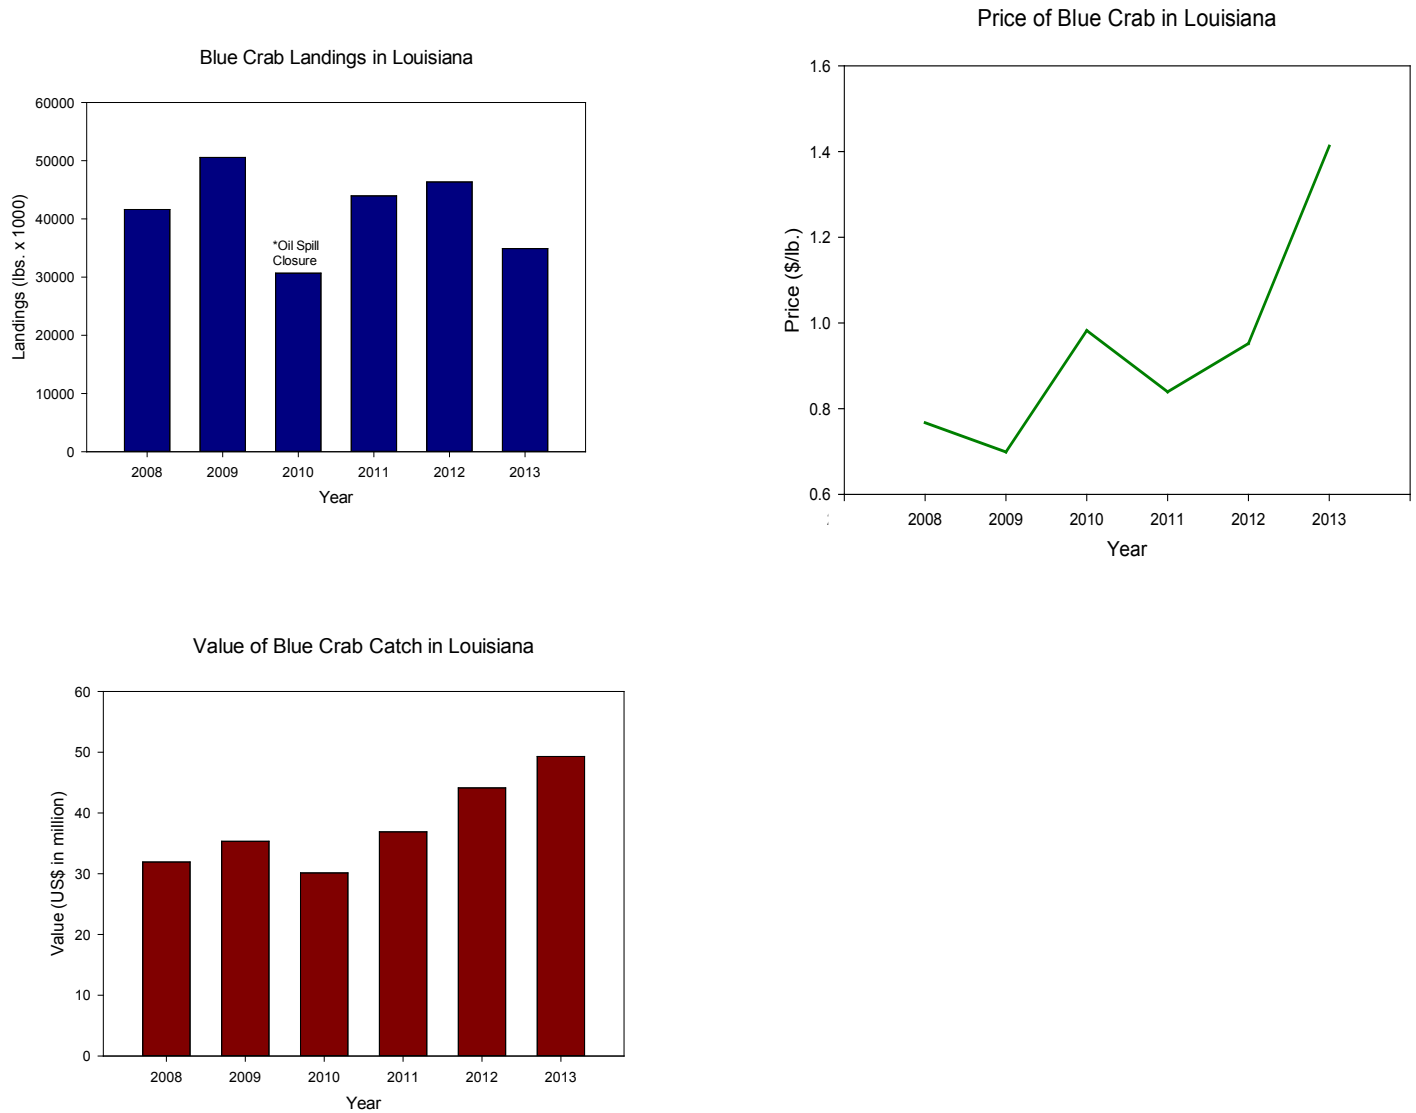 Blue Crab Landings in Louisiana
60000
50000
40000
30000
20000
10000
0
Landings (lbs. x 1000)
*Oil Spill
Closure
2008 2009 2010 2011 2012 2013
Year
Price of Blue Crab in Louisiana
1.6
1.4
1.2
1.0
0.8
0.6
Price ($/lb.)
2008 2009 2010 2011 2012 2013
Year
Value of Blue Crab Catch in Louisiana
60
50
40
30
20
10
0
Value (US$ in million)
2008 2009 2010 2011 2012 2013
Year